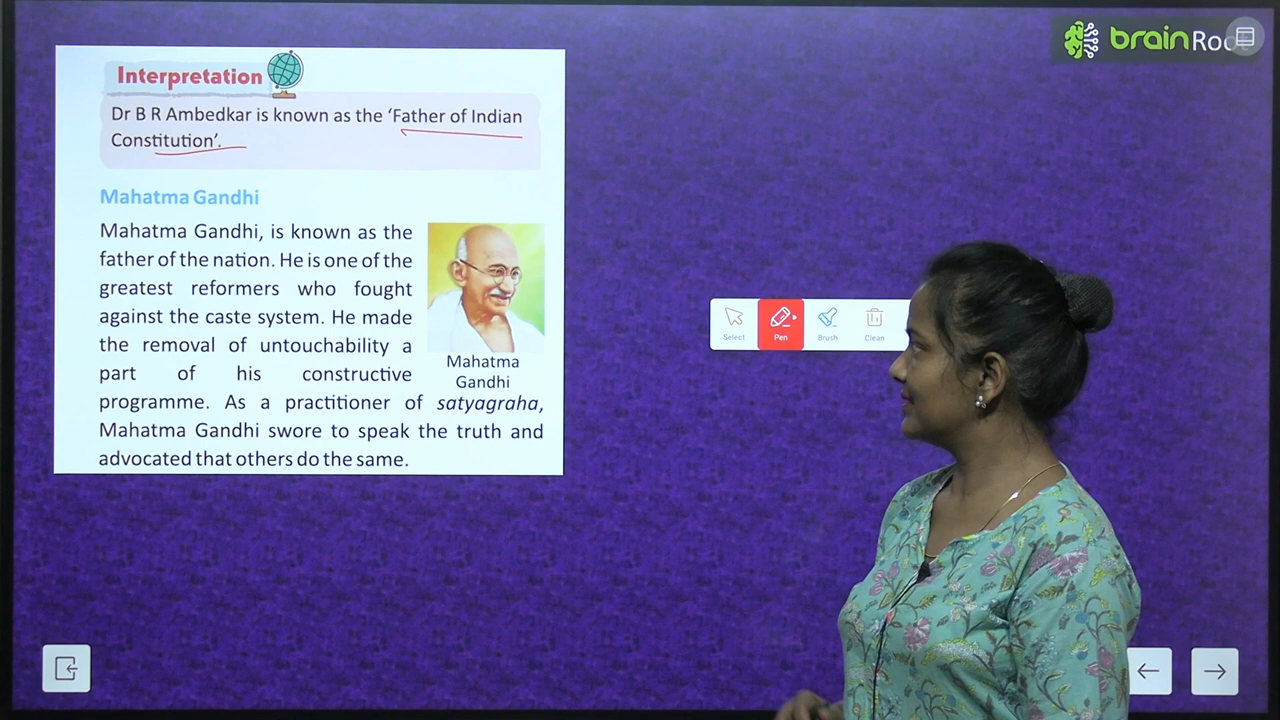 brainRoot
Interpretation
Dr B R Ambedkar is known as the ‘Father of Indian
Constitution’.
Mahatma Gandhi
Mahatma Gandhi, is known as the
father of the nation. He is one of the
greatest reformers who fought
against the caste system. He made
the removal of untouchability a
part of his constructive
programme. As a practitioner of satyagraha,
Mahatma Gandhi swore to speak the truth and
advocated that others do the same.
Mahatma
Gandhi
Select
Pen
Brush
Clean